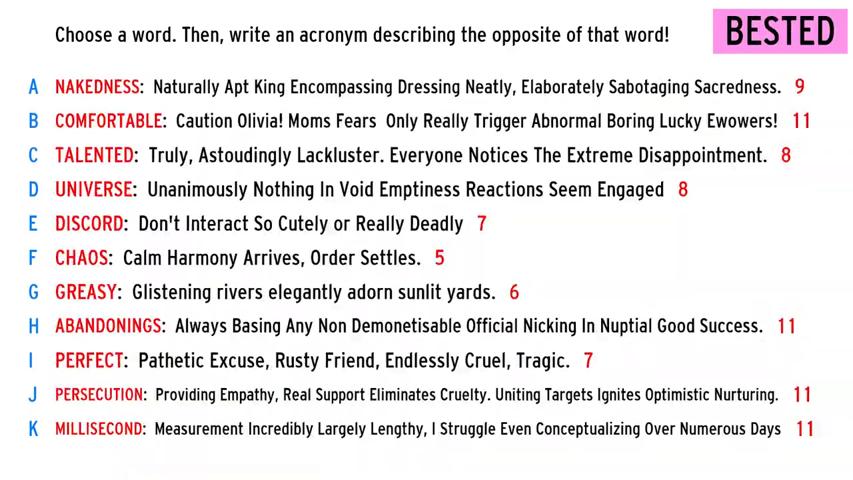 Choose a word. Then, write an acronym describing the opposite of that word!
BESTED
A NAKEDNESS: Naturally Apt King Encompassing Dressing Neatly, Elaborately Sabotaging Sacredness. 9
B COMFORTABLE: Caution Olivia! Moms Fears Only Really Trigger Abnormal Boring Lucky Ewowers! 11
C TALENTED: Truly, Astoudingly Lackluster. Everyone Notices The Extreme Disappointment. 8
D UNIVERSE: Unanimously Nothing In Void Emptiness Reactions Seem Engaged 8
E DISCORD: Don't Interact So Cutely or Really Deadly 7
F CHAOS: Calm Harmony Arrives, Order Settles. 5
G GREASY: Glistening rivers elegantly adorn sunlit yards. 6
H ABANDONINGS: Always Basing Any Non Demonetisable Official Nicking In Nuptial Good Success. 11
I PERFECT: Pathetic Excuse, Rusty Friend, Endlessly Cruel, Tragic. 7
J PERSECUTION: Providing Empathy, Real Support Eliminates Cruelty. Uniting Targets Ignites Optimistic Nurturing. 11
K MILLISECOND: Measurement Incredibly Largely Lengthy, I Struggle Even Conceptualizing Over Numerous Days 11